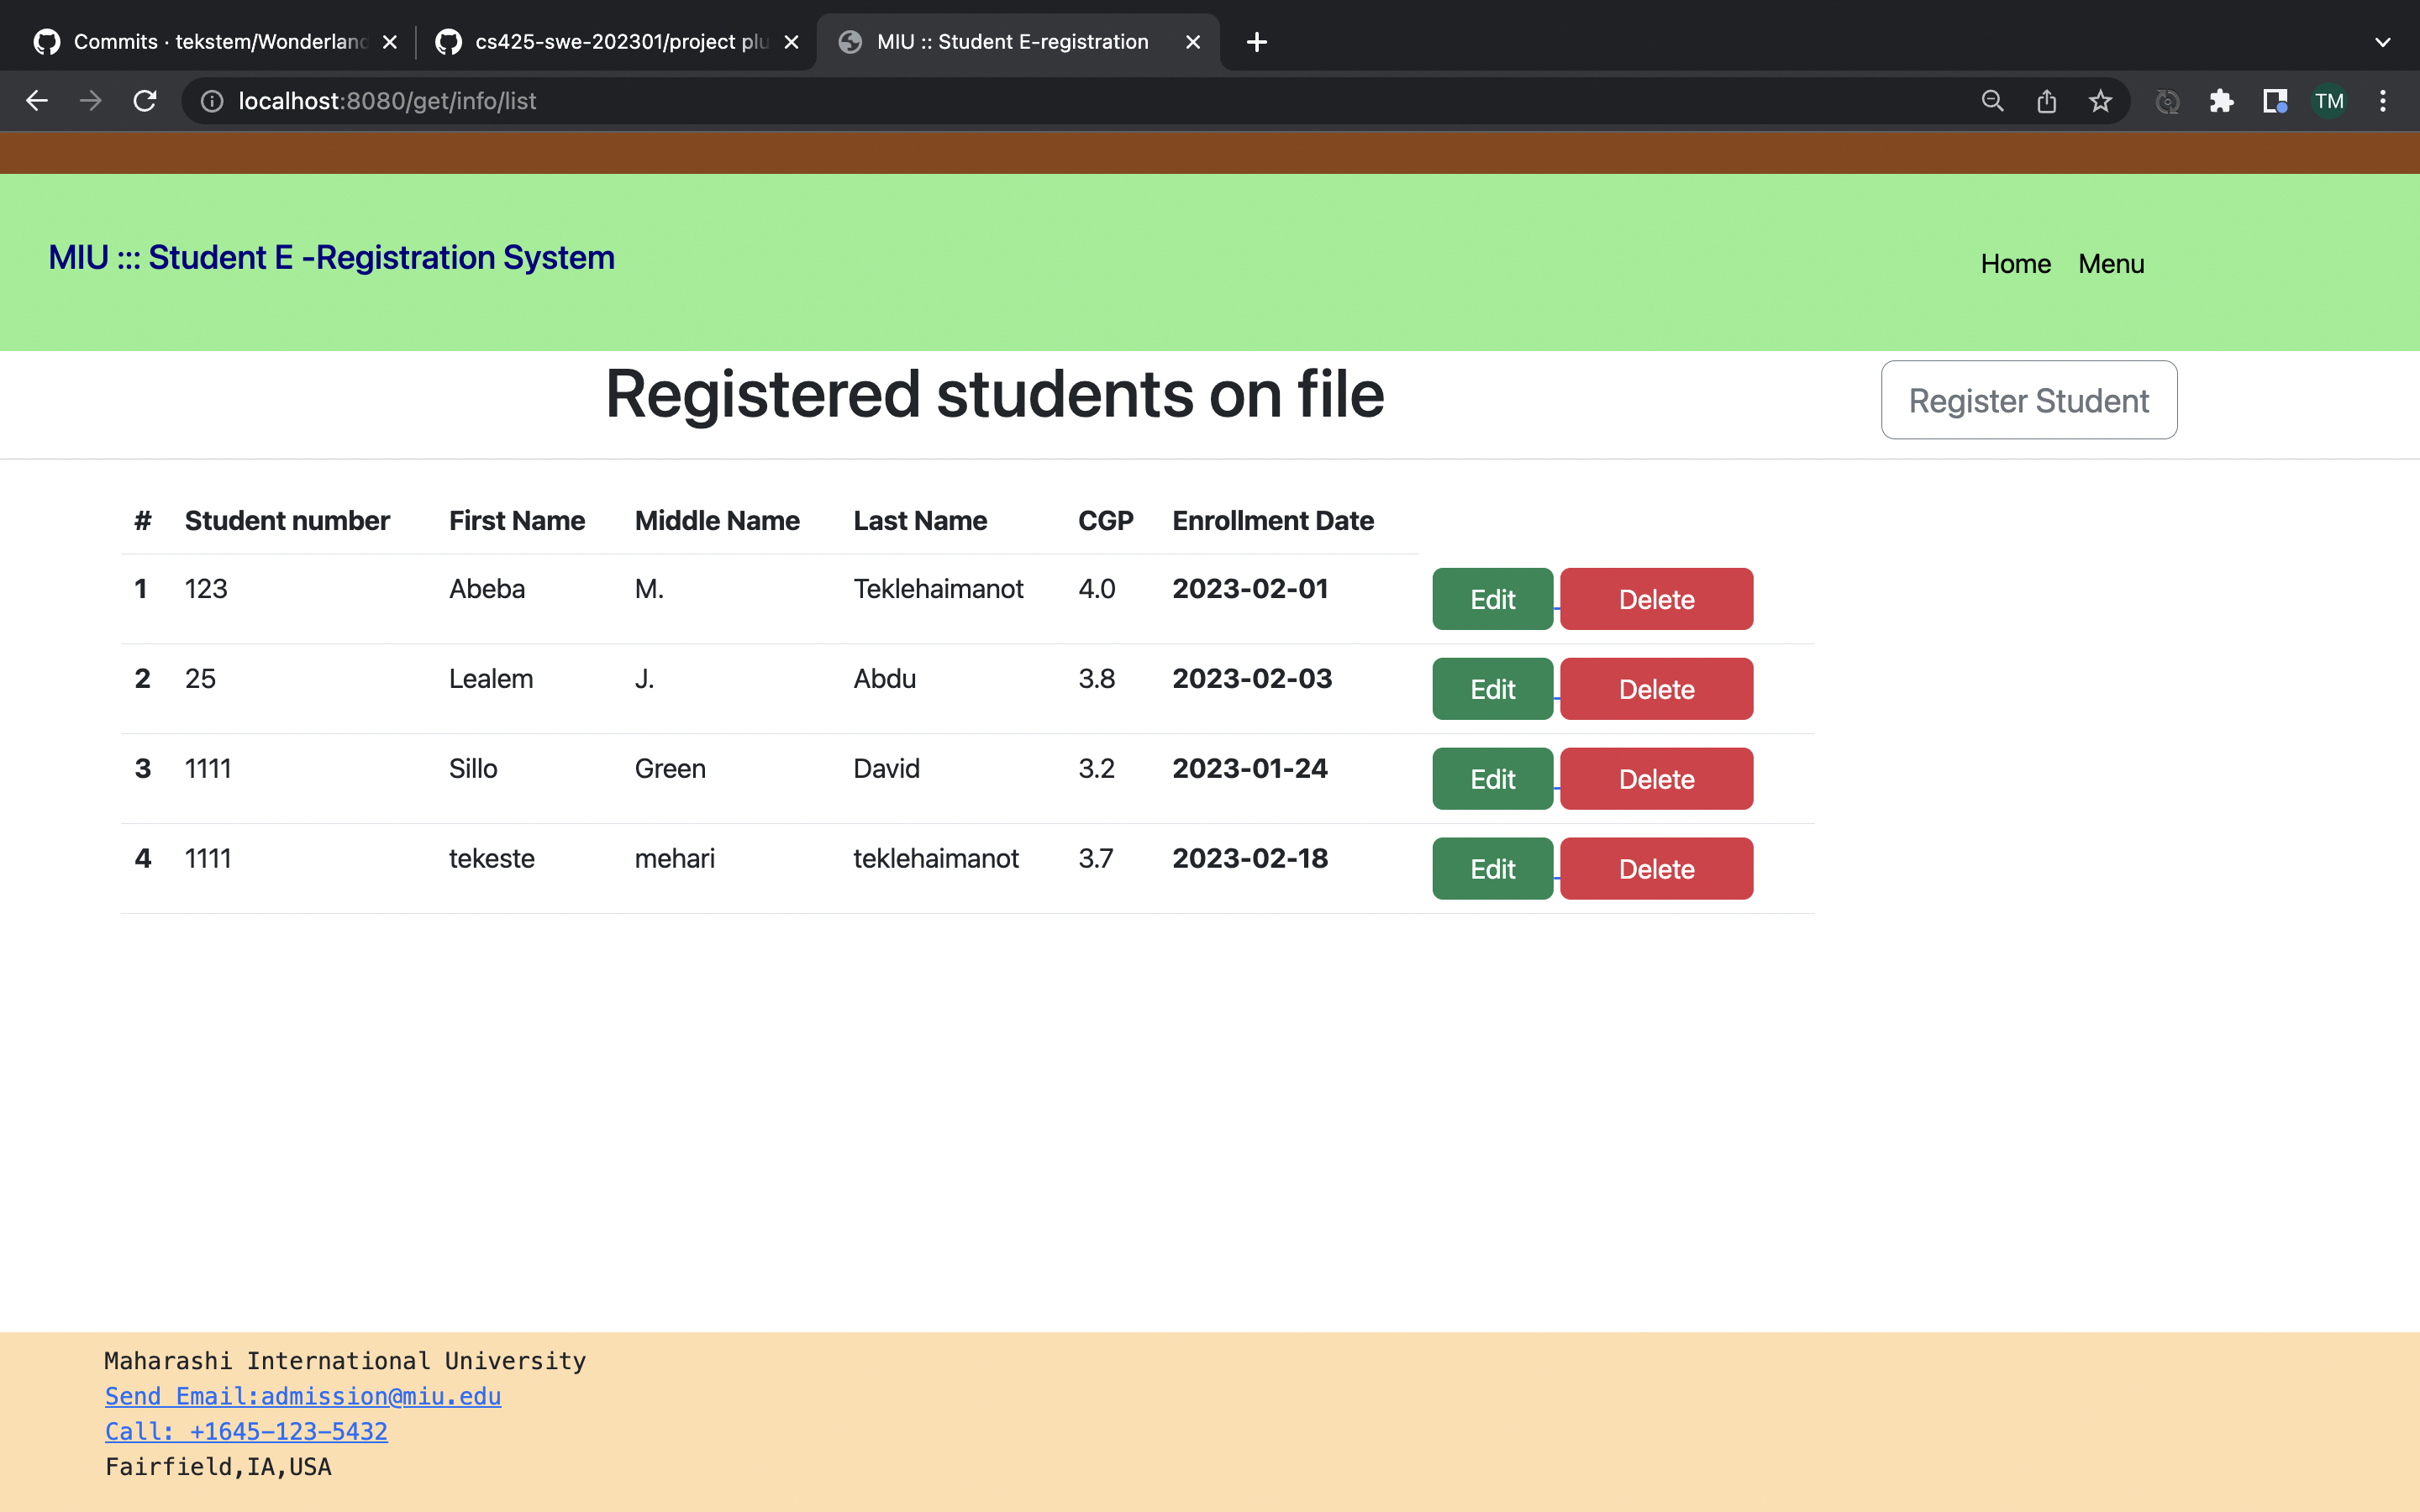 Commits · tekstem/Wonderland
cs425-swe-202301/project plu
MIU :: Student E-registration
localhost:8080/get/info/list
TM
MIU ::: Student E -Registration System
Home Menu
Registered students on file
Register Student
# Student number First Name Middle Name Last Name CGP Enrollment Date
1 123 Abeba M. Teklehaimanot 4.0 2023-02-01 Edit Delete
2 25 Lealem J. Abdu 3.8 2023-02-03 Edit Delete
3 1111 Sillo Green David 3.2 2023-01-24 Edit Delete
4 1111 tekeste mehari teklehaimanot 3.7 2023-02-18 Edit Delete
Maharashi International University
Send Email:admission@miu.edu
Call: +1645-123-5432
Fairfield,IA,USA